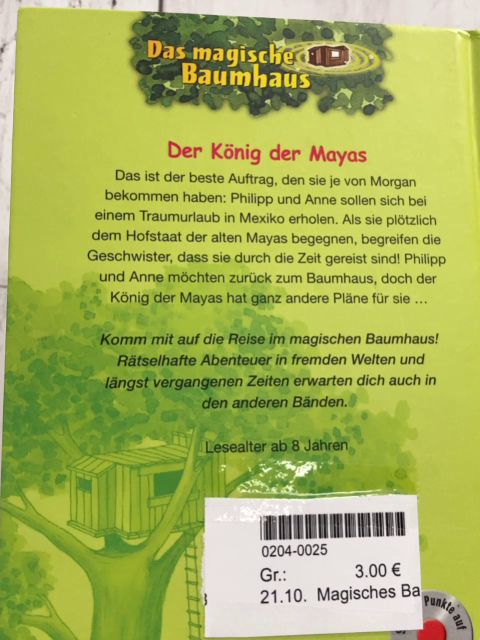 Das magische
Baumhaus
Der König der Mayas
Das ist der beste Auftrag, den sie je von Morgan
bekommen haben: Philipp und Anne sollen sich bei
einem Traumurlaub in Mexiko erholen. Als sie plötzlich
dem Hofstaat der alten Mayas begegnen, begreifen die
Geschwister, dass sie durch die Zeit gereist sind! Philipp
und Anne möchten zurück zum Baumhaus, doch der
König der Mayas hat ganz andere Pläne für sie …
Komm mit auf die Reise im magischen Baumhaus!
Rätselhafte Abenteuer in fremden Welten und
längst vergangenen Zeiten erwarten dich auch in
den anderen Bänden.
Lesealter ab 8 Jahren
0204-0025
Gr.: 3.00 €
21.10. Magisches Ba
Punkte auf